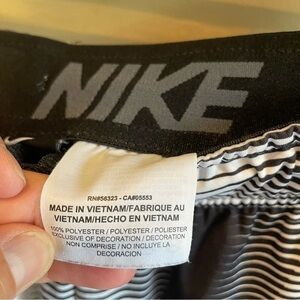 NIKE
RN#56323 - CA#05553
MADE IN VIETNAM/FABRIQUE AU
VIETNAM/HECHO EN VIETNAM
100% POLYESTER / POLYESTER / POLIESTER
EXCLUSIVE OF DECORATION / DECORATION
NON COMPRISE / NO INCLUYE LA
DECORACION